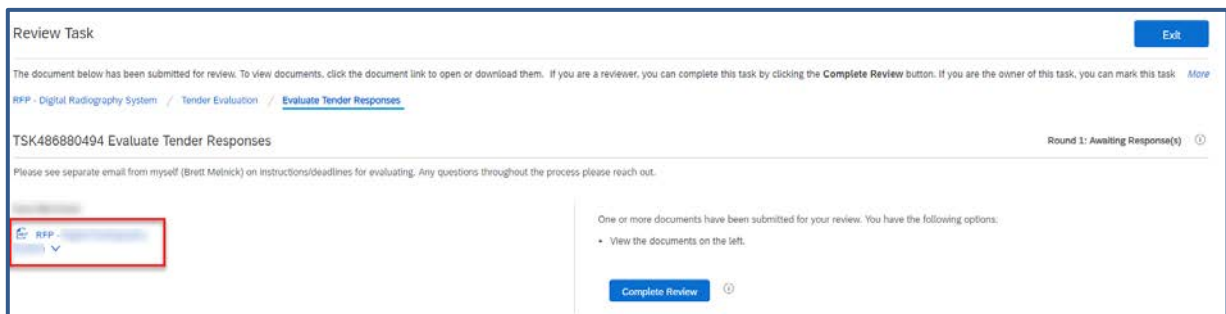 Review Task
Exit
The document below has been submitted for review. To view documents, click the document link to open or download them. If you are a reviewer, you can complete this task by clicking the Complete Review button. If you are the owner of this task, you can mark this task More
RFP - Digital Radiography System / Tender Evaluation / Evaluate Tender Responses
TSK486880494 Evaluate Tender Responses
Round 1: Awaiting Response(s)
Please see separate email from myself (Brett Melnick) on instructions/deadlines for evaluating. Any questions throughout the process please reach out.
RFP -
One or more documents have been submitted for your review. You have the following options:
• View the documents on the left.
Complete Review